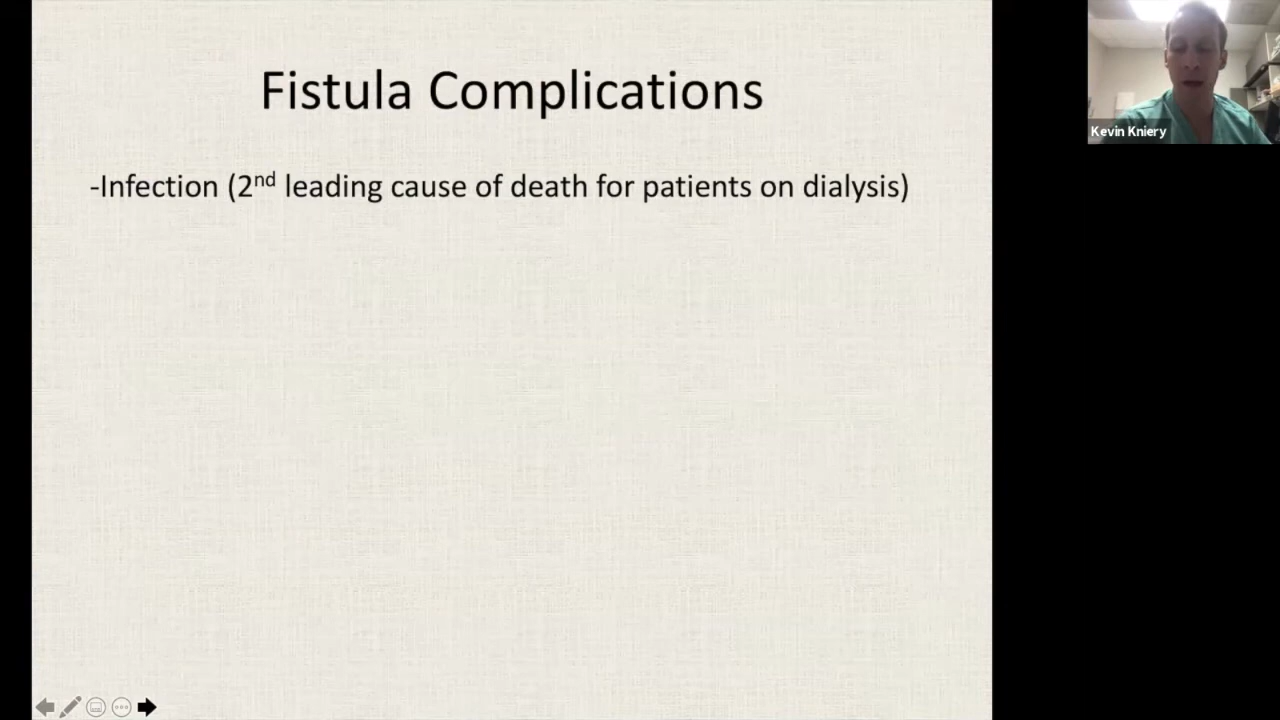 Fistula Complications
-Infection (2nd leading cause of death for patients on dialysis)
Kevin Kniery